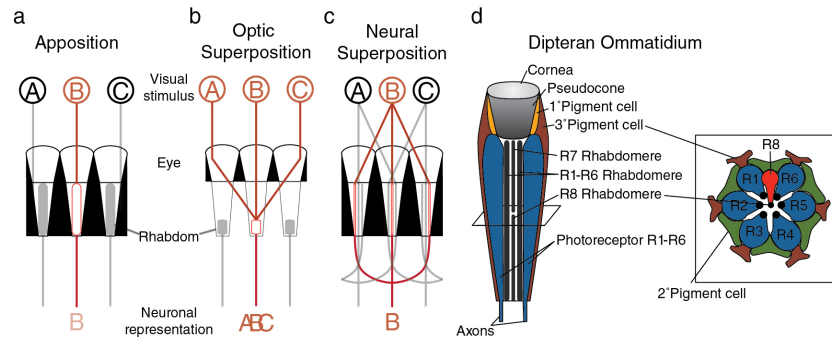 a
Apposition
b
Optic
Superposition
c
Neural
Superposition
d
Dipteran Ommatidium
A
B
C
Visual
stimulus
A
B
C
A
B
C
Eye
Rhabdom
Neuronal
representation
B
ABC
B
Cornea
Pseudocone
1°Pigment cell
3°Pigment cell
R7 Rhabdomere
R1-R6 Rhabdomere
R8 Rhabdomere
Photoreceptor R1-R6
2°Pigment cell
Axons
R8
R1
R6
R2
R5
R3
R4